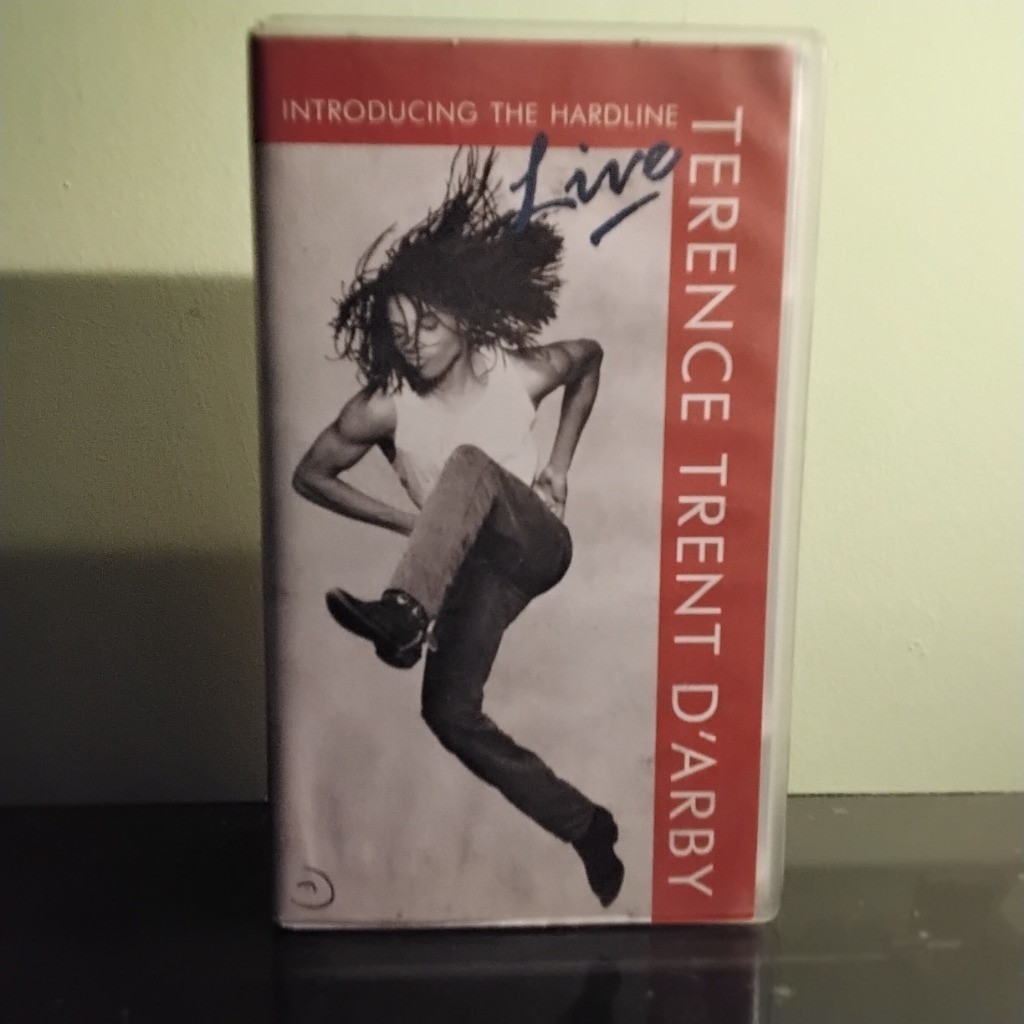 INTRODUCING THE HARDLINE
Live
TERENCE TRENT D'ARBY